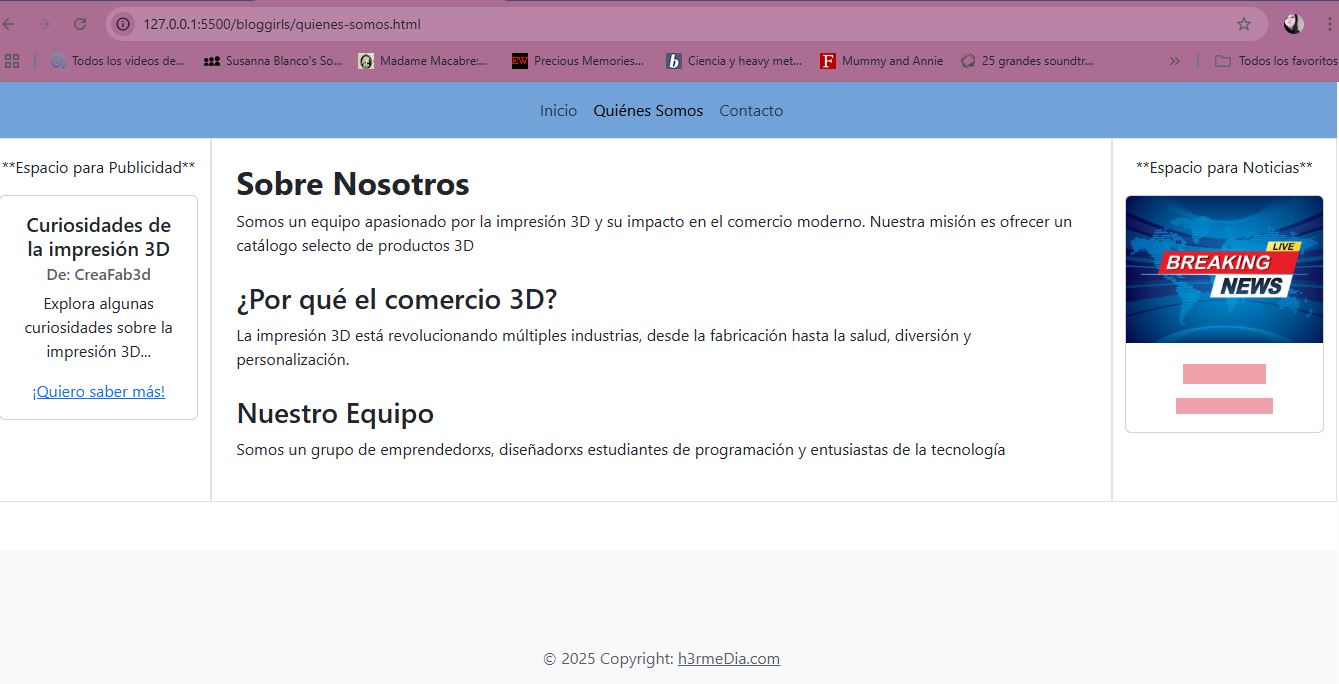 127.0.0.1:5500/bloggirls/quienes-somos.html
Todos los videos de...
Susanna Blanco's So...
Madame Macabre:...
EW
Precious Memories...
b
Ciencia y heavy met...
F
Mummy and Annie
25 grandes soundtr...
»
Todos los favoritos
Inicio
Quiénes Somos
Contacto
**Espacio para Publicidad**
Curiosidades de
la impresión 3D
De: CreaFab3d
Explora algunas
curiosidades sobre la
impresión 3D...
¡Quiero saber más!
Sobre Nosotros
Somos un equipo apasionado por la impresión 3D y su impacto en el comercio moderno. Nuestra misión es ofrecer un
catálogo selecto de productos 3D
¿Por qué el comercio 3D?
La impresión 3D está revolucionando múltiples industrias, desde la fabricación hasta la salud, diversión y
personalización.
Nuestro Equipo
Somos un grupo de emprendedorxs, diseñadorxs estudiantes de programación y entusiastas de la tecnología
**Espacio para Noticias**
LIVE
BREAKING
NEWS
© 2025 Copyright: h3rmeDia.com